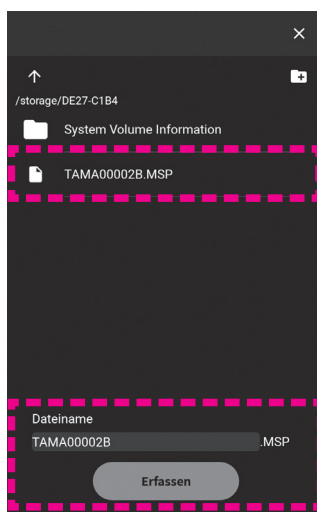 /storage/DE27-C1B4
System Volume Information
TAMA00002B.MSP
Dateiname
TAMA00002B .MSP
Erfassen